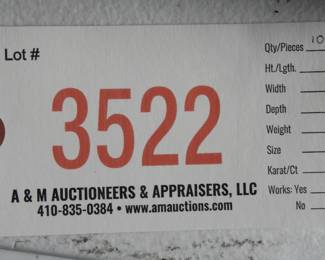 Lot #
3522
A & M AUCTIONEERS & APPRAISERS, LLC
410-835-0384 • www.amauctions.com
Qty/Pieces 10
Ht./Lgth.
Width
Depth
Weight
Size
Karat/Ct
Works: Yes
No